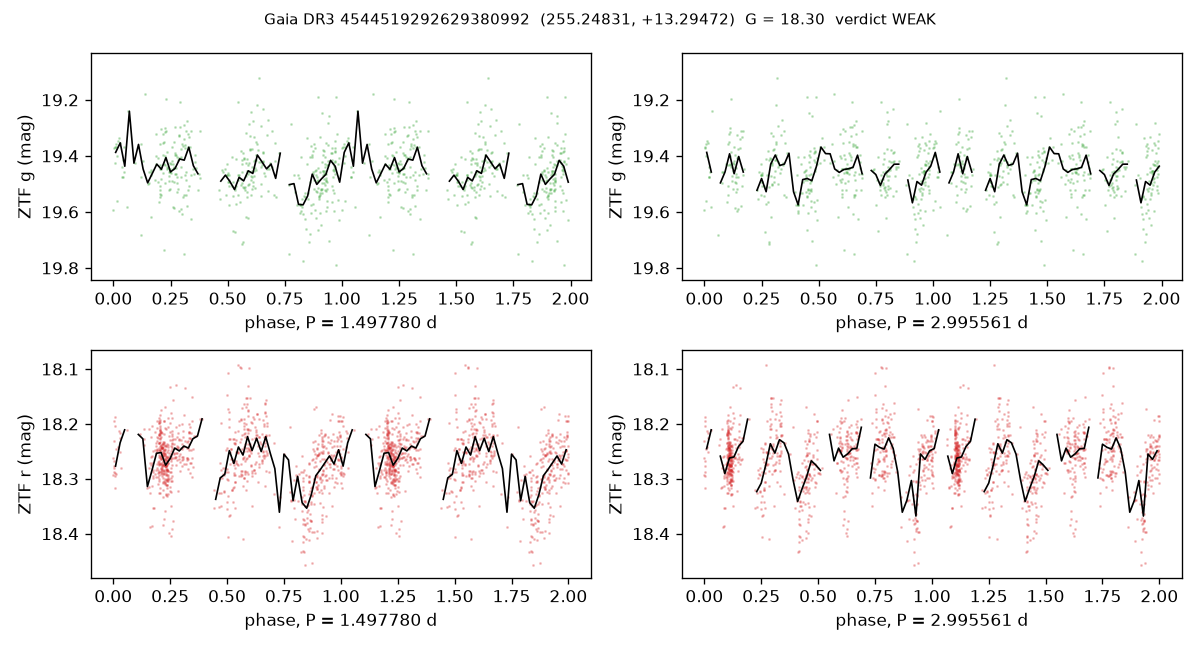 Gaia DR3 4544519292629380992 (255.24831, +13.29472) G = 18.30 verdict WEAK
ZTF g (mag)
19.2
19.4
19.6
19.8
0.00 0.25 0.50 0.75 1.00 1.25 1.50 1.75 2.00
phase, P = 1.497780 d
ZTF g (mag)
19.2
19.4
19.6
19.8
0.00 0.25 0.50 0.75 1.00 1.25 1.50 1.75 2.00
phase, P = 2.995561 d
ZTF r (mag)
18.1
18.2
18.3
18.4
0.00 0.25 0.50 0.75 1.00 1.25 1.50 1.75 2.00
phase, P = 1.497780 d
ZTF r (mag)
18.1
18.2
18.3
18.4
0.00 0.25 0.50 0.75 1.00 1.25 1.50 1.75 2.00
phase, P = 2.995561 d